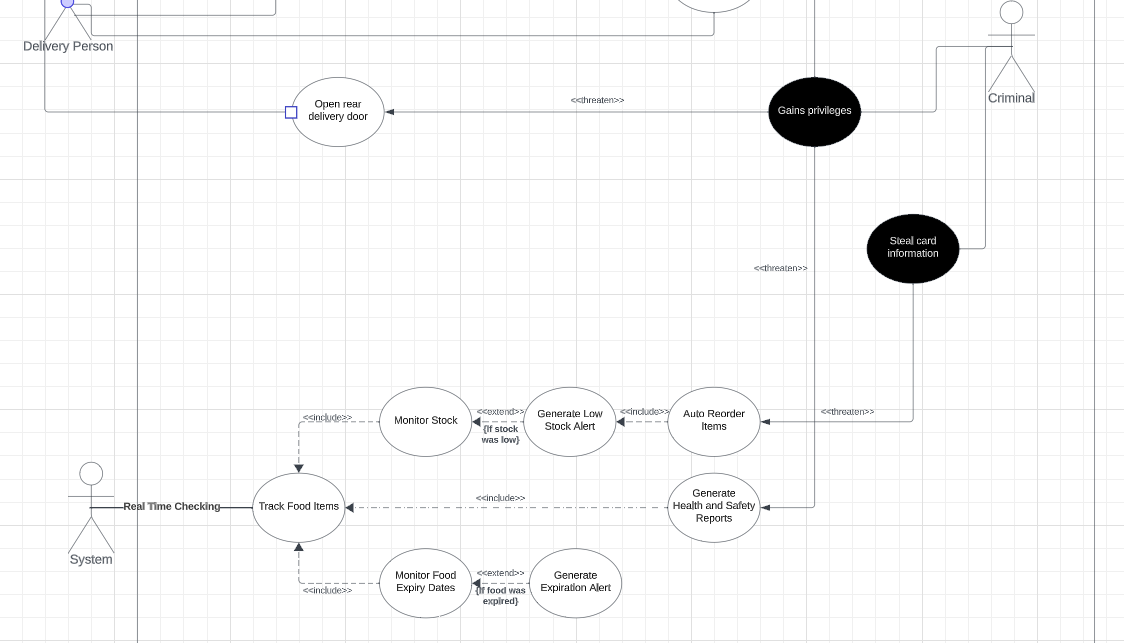 Delivery Person
Criminal
Open rear
delivery door
<<threaten>>
Gains privileges
Steal card
information
<<threaten>>
<<include>>
Monitor Stock
<<extend>>
{If stock
was low}
Generate Low
Stock Alert
<<include>>
Auto Reorder
Items
<<threaten>>
System
Real Time Checking
Track Food Items
<<include>>
Generate
Health and Safety
Reports
<<include>>
Monitor Food
Expiry Dates
<<extend>>
{If food was
expired}
Generate
Expiration Alert